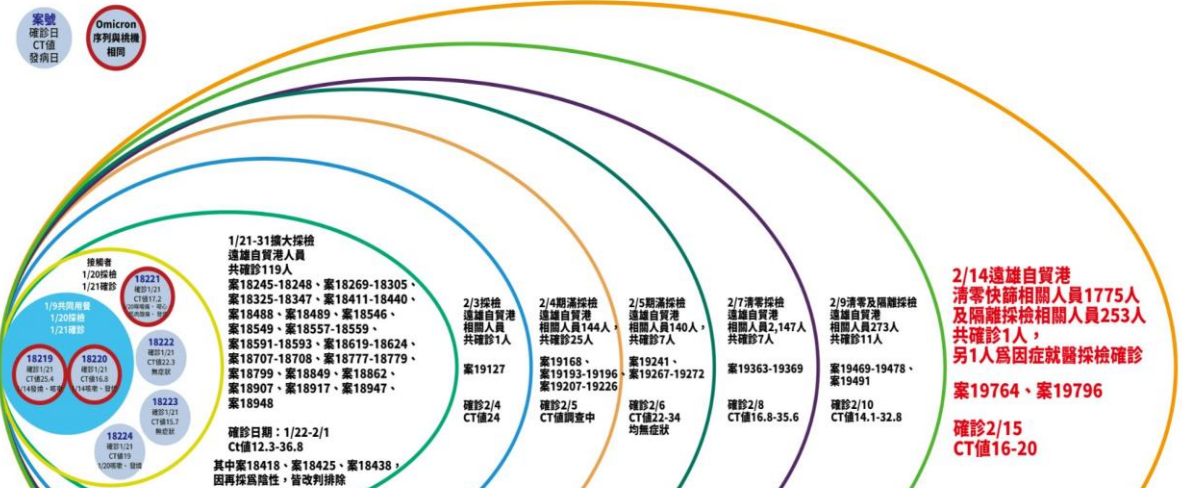 案號
確診日
CT值
發病日
Omicron
序列與桃機
相同
接觸者
1/20採檢
1/21確診
1/9共同用餐
1/20採檢
1/21確診
18219
確診1/21
CT值25.4
18220
確診1/21
CT值16.8
18221
確診1/21
CT值17.2
18222
確診1/21
CT值22.3
無症狀
18223
確診1/21
CT值15.7
無症狀
18224
確診1/21
CT值19
1/20咳嗽、發燒
1/21-31擴大採檢
遠雄自貿港人員
共確診119人
案18245-18248、案18269-18305、
案18325-18347、案18411-18440、
案18488、案18489、案18546、
案18549、案18557-18559、
案18591-18593、案18619-18624、
案18707-18708、案18777-18779、
案18799、案18849、案18862、
案18907、案18917、案18947、
案18948
確診日期：1/22-2/1
Ct值12.3-36.8
其中案18418、案18425、案18438，
因再採為陰性，皆改判排除
2/3採檢
遠雄自貿港
相關人員
共確診1人
案19127
確診2/4
CT值24
2/4期滿採檢
遠雄自貿港
相關人員144人，
共確診25人
案19168、
案19193-19196、
案19207-19226
確診2/5
CT值調查中
2/5期滿採檢
遠雄自貿港
相關人員140人，
共確診7人
案19241、
案19267-19272
確診2/6
CT值22-34
均無症狀
2/7清零採檢
遠雄自貿港
相關人員2,147人
共確診7人
案19363-19369
確診2/8
CT值16.8-35.6
2/9清零及隔離採檢
遠雄自貿港
相關人員273人
共確診11人
案19469-19478、
案19491
確診2/10
CT值14.1-32.8
2/14遠雄自貿港
清零快篩相關人員1775人
及隔離採檢相關人員253人
共確診1人，
另1人為因症就醫採檢確診
案19764、案19796
確診2/15
CT值16-20